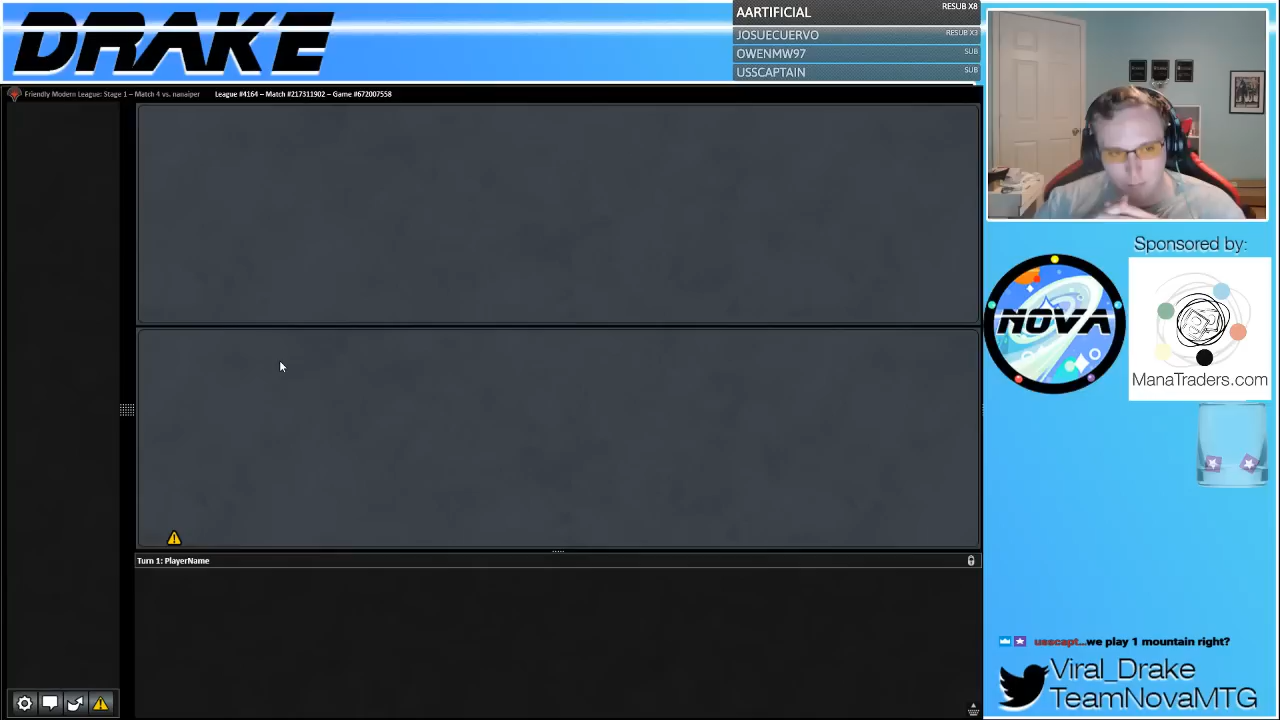 DRAKE
AARTIFICIAL RESUB X8
JOSUECUERVO RESUB X3
OWENMW97 SUB
USSCAPTAIN SUB
Friendly Modern League: Stage 1 – Match 4 vs. nanaiper League #4164 – Match #217311902 – Game #672007558
Sponsored by:
NOVA
ManaTraders.com
Turn 1: PlayerName
usscapt...we play 1 mountain right?
Viral_Drake
TeamNovaMTG